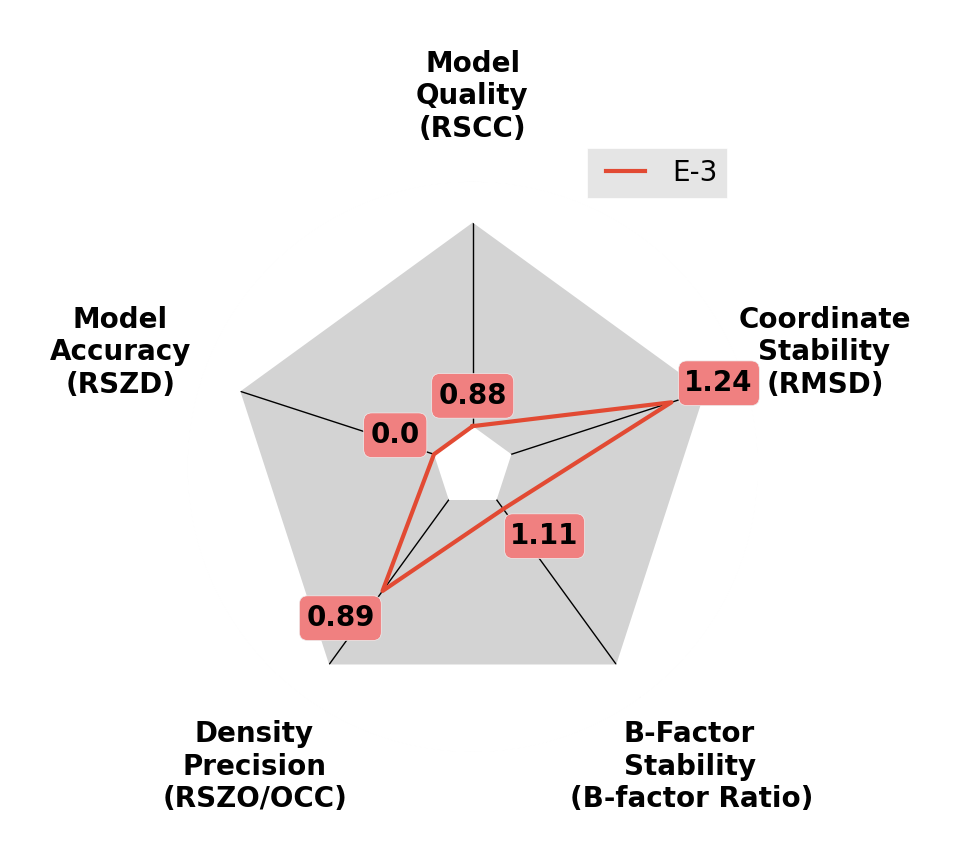 Model
Quality
(RSCC)
E-3
Model
Accuracy
(RSZD)
Coordinate
Stability
(RMSD)
1.24
0.88
0.0
1.11
0.89
Density
Precision
(RSZO/OCC)
B-Factor
Stability
(B-factor Ratio)